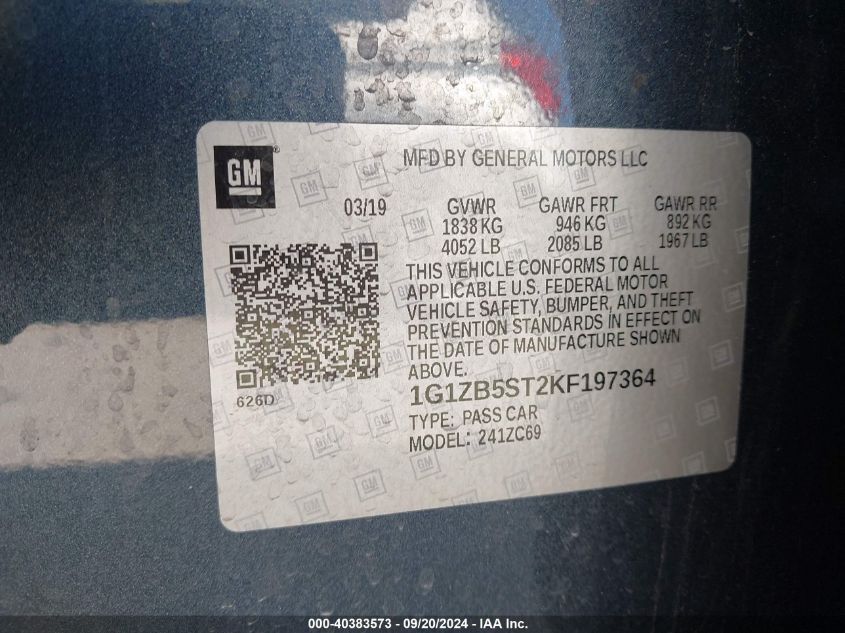 GM
MFD BY GENERAL MOTORS LLC
03/19
GVWR GAWR FRT GAWR RR
1838 KG 946 KG 892 KG
4052 LB 2085 LB 1967 LB
THIS VEHICLE CONFORMS TO ALL
APPLICABLE U.S. FEDERAL MOTOR
VEHICLE SAFETY, BUMPER, AND THEFT
PREVENTION STANDARDS IN EFFECT ON
THE DATE OF MANUFACTURE SHOWN
ABOVE.
626D
1G1ZB5ST2KF197364
TYPE: PASS CAR
MODEL: 241ZC69
000-40383573 - 09/20/2024 - IAA Inc.